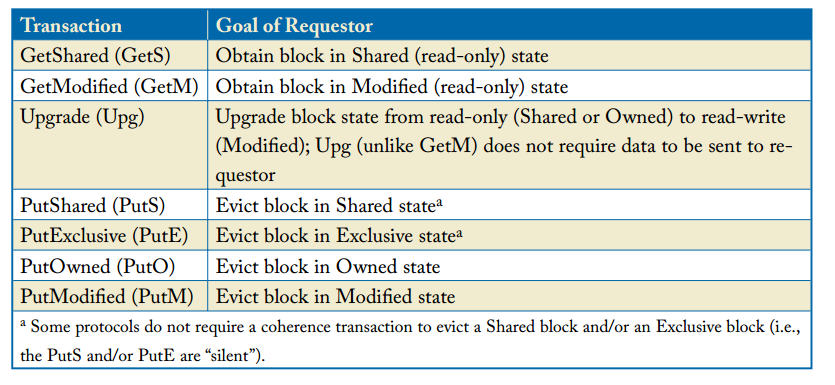 Transaction Goal of Requestor
GetShared (GetS) Obtain block in Shared (read-only) state
GetModified (GetM) Obtain block in Modified (read-only) state
Upgrade (Upg) Upgrade block state from read-only (Shared or Owned) to read-write
(Modified); Upg (unlike GetM) does not require data to be sent to re-
questor
PutShared (PutS) Evict block in Shared stateᵃ
PutExclusive (PutE) Evict block in Exclusive stateᵃ
PutOwned (PutO) Evict block in Owned state
PutModified (PutM) Evict block in Modified state
ᵃ Some protocols do not require a coherence transaction to evict a Shared block and/or an Exclusive block (i.e.,
the PutS and/or PutE are “silent”).